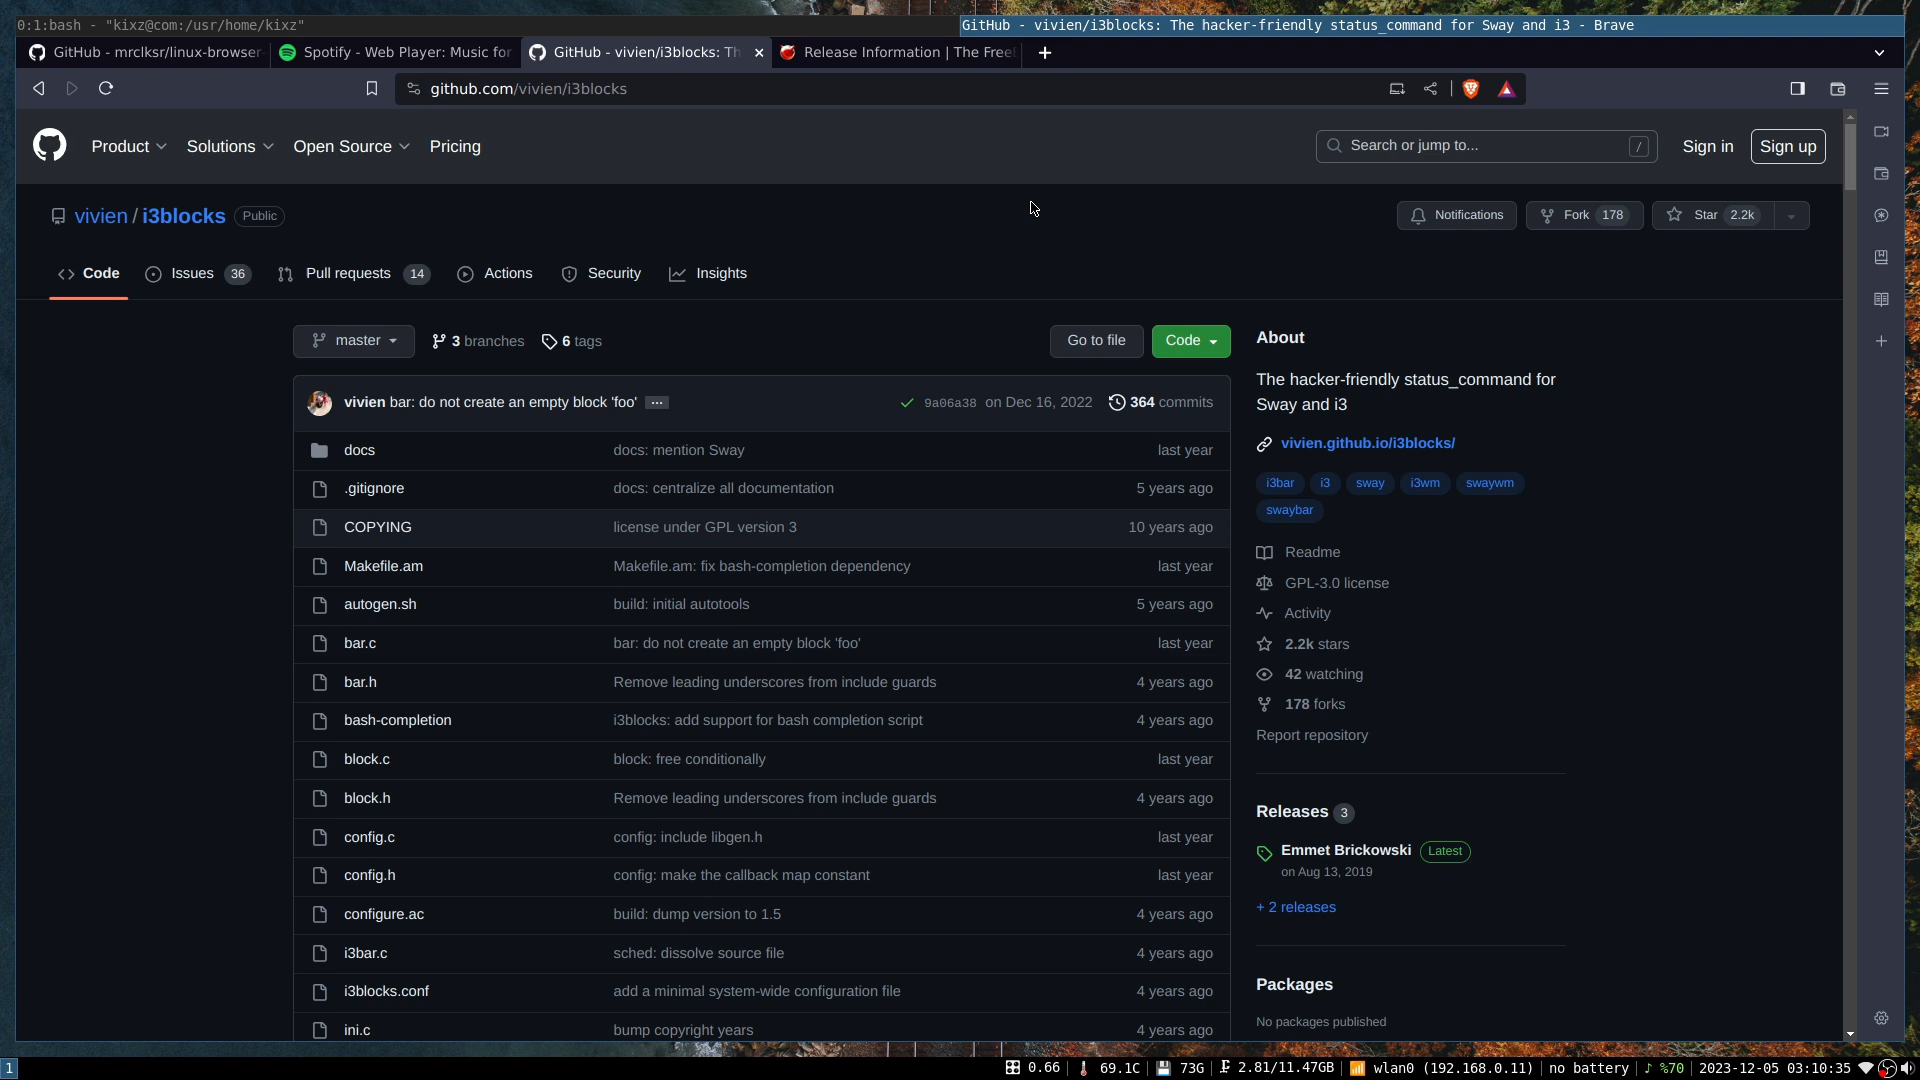 0:1:bash - "kixz@com:/usr/home/kixz"
GitHub - vivien/i3blocks: The hacker-friendly status_command for Sway and i3 - Brave
GitHub - mrclksr/linux-browser-
Spotify - Web Player: Music for
GitHub - vivien/i3blocks: Th
Release Information | The Free
github.com/vivien/i3blocks
Product
Solutions
Open Source
Pricing
Search or jump to...
/
Sign in
Sign up
vivien / i3blocks
Public
Notifications
Fork 178
Star 2.2k
Code
Issues 36
Pull requests 14
Actions
Security
Insights
master
3 branches
6 tags
Go to file
Code
vivien bar: do not create an empty block 'foo' ...
9a06a38 on Dec 16, 2022
364 commits
docs docs: mention Sway last year
.gitignore docs: centralize all documentation 5 years ago
COPYING license under GPL version 3 10 years ago
Makefile.am Makefile.am: fix bash-completion dependency last year
autogen.sh build: initial autotools 5 years ago
bar.c bar: do not create an empty block 'foo' last year
bar.h Remove leading underscores from include guards 4 years ago
bash-completion i3blocks: add support for bash completion script 4 years ago
block.c block: free conditionally last year
block.h Remove leading underscores from include guards 4 years ago
config.c config: include libgen.h last year
config.h config: make the callback map constant last year
configure.ac build: dump version to 1.5 4 years ago
i3bar.c sched: dissolve source file 4 years ago
i3blocks.conf add a minimal system-wide configuration file 4 years ago
ini.c bump copyright years 4 years ago
About
The hacker-friendly status_command for
Sway and i3
vivien.github.io/i3blocks/
i3bar i3 sway i3wm swaywm
swaybar
Readme
GPL-3.0 license
Activity
2.2k stars
42 watching
178 forks
Report repository
Releases 3
Emmet Brickowski Latest
on Aug 13, 2019
+ 2 releases
Packages
No packages published
1
0.66 | 69.1C | 73G | 2.81/11.47GB | wlan0 (192.168.0.11) | no battery | ♪ %70 | 2023-12-05 03:10:35